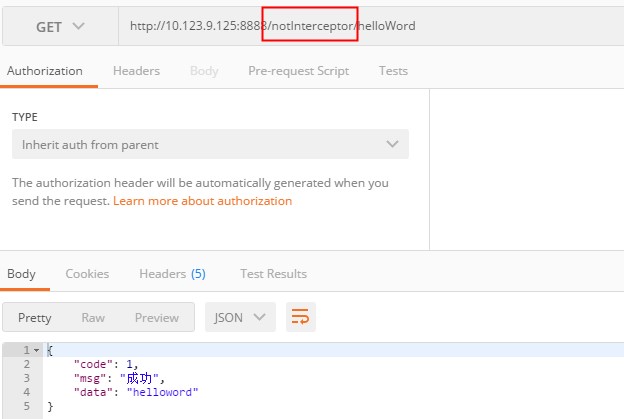 GET http://10.123.9.125:8888/notInterceptor/helloWord
Authorization Headers Body Pre-request Script Tests
TYPE
Inherit auth from parent
The authorization header will be automatically generated when you
send the request. Learn more about authorization
Body Cookies Headers (5) Test Results
Pretty Raw Preview JSON
1 {
2 "code": 1,
3 "msg": "成功",
4 "data": "helloword"
5 }